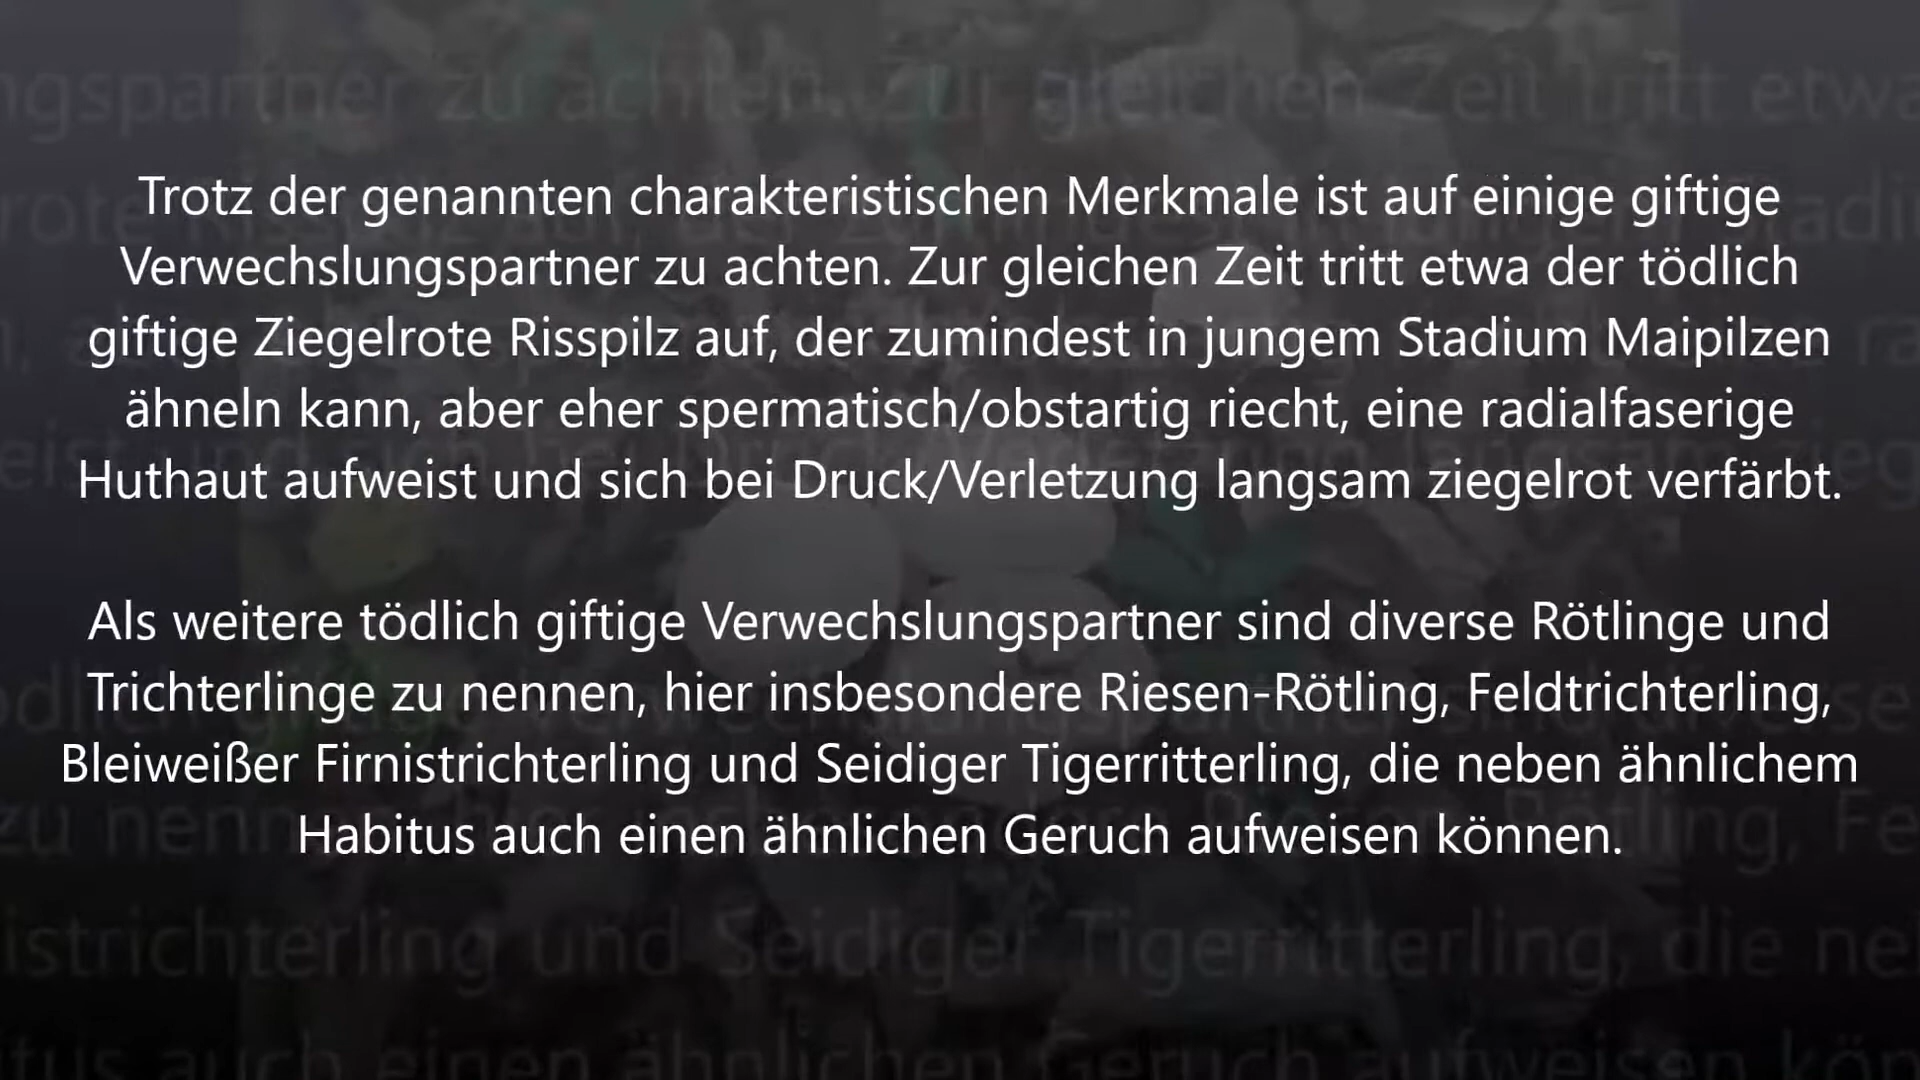 Trotz der genannten charakteristischen Merkmale ist auf einige giftige
Verwechslungspartner zu achten. Zur gleichen Zeit tritt etwa der tödlich
giftige Ziegelrote Risspilz auf, der zumindest in jungem Stadium Maipilzen
ähneln kann, aber eher spermatisch/obstartig riecht, eine radialfaserige
Huthaut aufweist und sich bei Druck/Verletzung langsam ziegelrot verfärbt.
Als weitere tödlich giftige Verwechslungspartner sind diverse Rötlinge und
Trichterlinge zu nennen, hier insbesondere Riesen-Rötling, Feldtrichterling,
Bleiweißer Firnistrichterling und Seidiger Tigerritterling, die neben ähnlichem
Habitus auch einen ähnlichen Geruch aufweisen können.